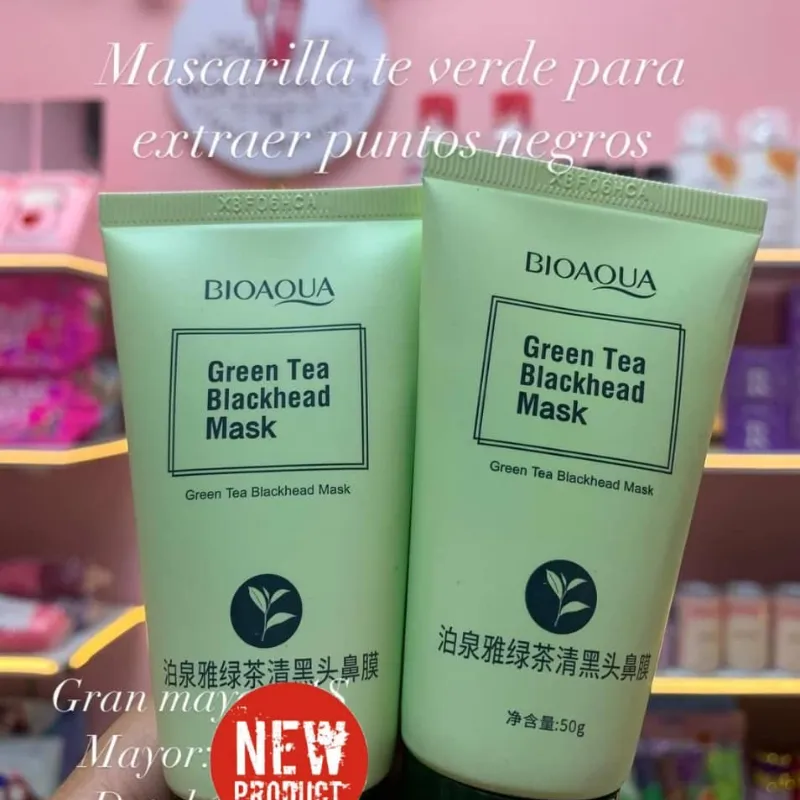 Mascarilla te verde para
extraer puntos negros
BIOAQUA
Green Tea
Blackhead
Mask
Green Tea Blackhead Mask
泊泉雅绿茶清黑头鼻膜
BIOAQUA
Green Tea
Blackhead
Mask
Green Tea Blackhead Mask
泊泉雅绿茶清黑头鼻膜
净含量:50g
Gran
Mayor:
NEW
PRODUCT